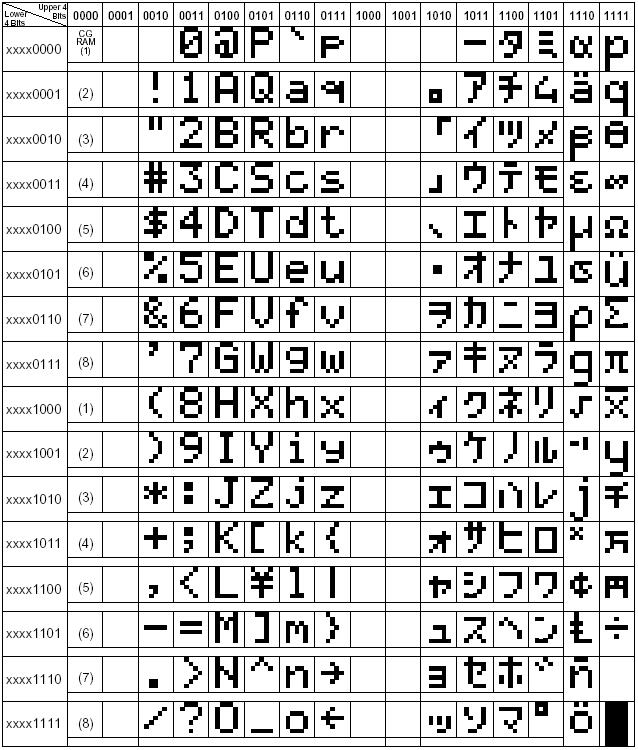 Upper 4 Bits
Lower 4 Bits
0000 0001 0010 0011 0100 0101 0110 0111 1000 1001 1010 1011 1100 1101 1110 1111
xxxx0000 CG RAM (1) 0 @ P ` p ー タ ミ α p
xxxx0001 (2) ! 1 A Q a q 。 ア チ ム ä q
xxxx0010 (3) " 2 B R b r 「 イ ツ メ β θ
xxxx0011 (4) # 3 C S c s 」 ウ テ モ ε ∞
xxxx0100 (5) $ 4 D T d t 、 エ ト ヤ μ Ω
xxxx0101 (6) % 5 E U e u ・ オ ナ ユ σ ü
xxxx0110 (7) & 6 F V f v ヲ カ ニ ヨ ρ Σ
xxxx0111 (8) ' 7 G W g w ァ キ ヌ ラ g π
xxxx1000 (1) ( 8 H X h x ィ ク ネ リ √ x̄
xxxx1001 (2) ) 9 I Y i y ゥ ケ ノ ル ⁻¹ y
xxxx1010 (3) * : J Z j z ェ コ ハ レ j 千
xxxx1011 (4) + ; K [ k { ォ サ ヒ ロ ˣ 万
xxxx1100 (5) , < L ¥ l | ャ シ フ ワ ¢ 円
xxxx1101 (6) - = M ] m } ュ ス ヘ ン £ ÷
xxxx1110 (7) . > N ^ n → ョ セ ホ ゛ ñ
xxxx1111 (8) / ? O _ o ← ッ ソ マ ゜ ö █